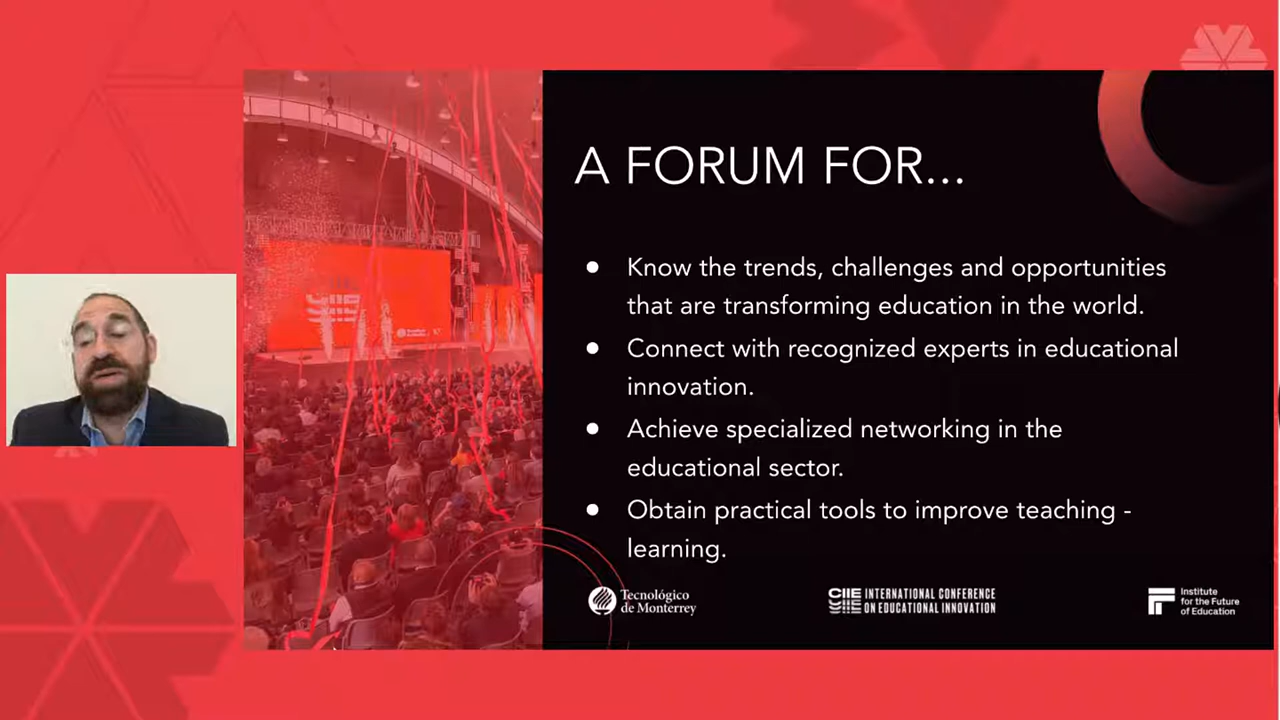 A FORUM FOR...
● Know the trends, challenges and opportunities
that are transforming education in the world.
● Connect with recognized experts in educational
innovation.
● Achieve specialized networking in the
educational sector.
● Obtain practical tools to improve teaching -
learning.
Tecnológico
de Monterrey
CIIE INTERNATIONAL CONFERENCE
ON EDUCATIONAL INNOVATION
Institute
for the Future
of Education